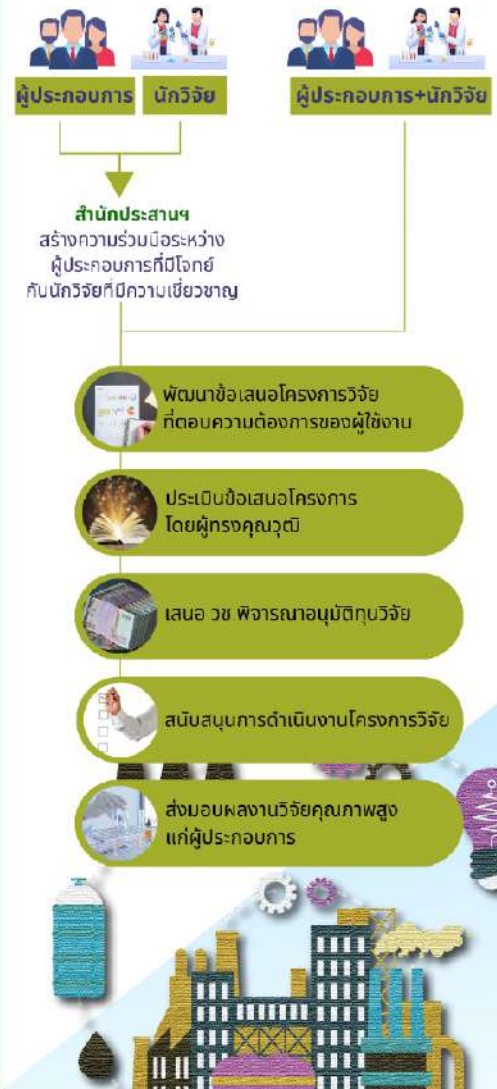 ผู้ประกอบการ
นักวิจัย
ผู้ประกอบการ+นักวิจัย
สำนักประสานฯ
สร้างความร่วมมือระหว่าง
ผู้ประกอบการที่มีโจทย์
กับนักวิจัยที่มีความเชี่ยวชาญ
พัฒนาข้อเสนอโครงการวิจัย
ที่ตอบความต้องการของผู้ใช้งาน
ประเมินข้อเสนอโครงการ
โดยผู้ทรงคุณวุฒิ
เสนอ วช.พิจารณาอนุมัติทุนวิจัย
สนับสนุนการดำเนินงานโครงการวิจัย
ส่งมอบผลงานวิจัยคุณภาพสูง
แก่ผู้ประกอบการ